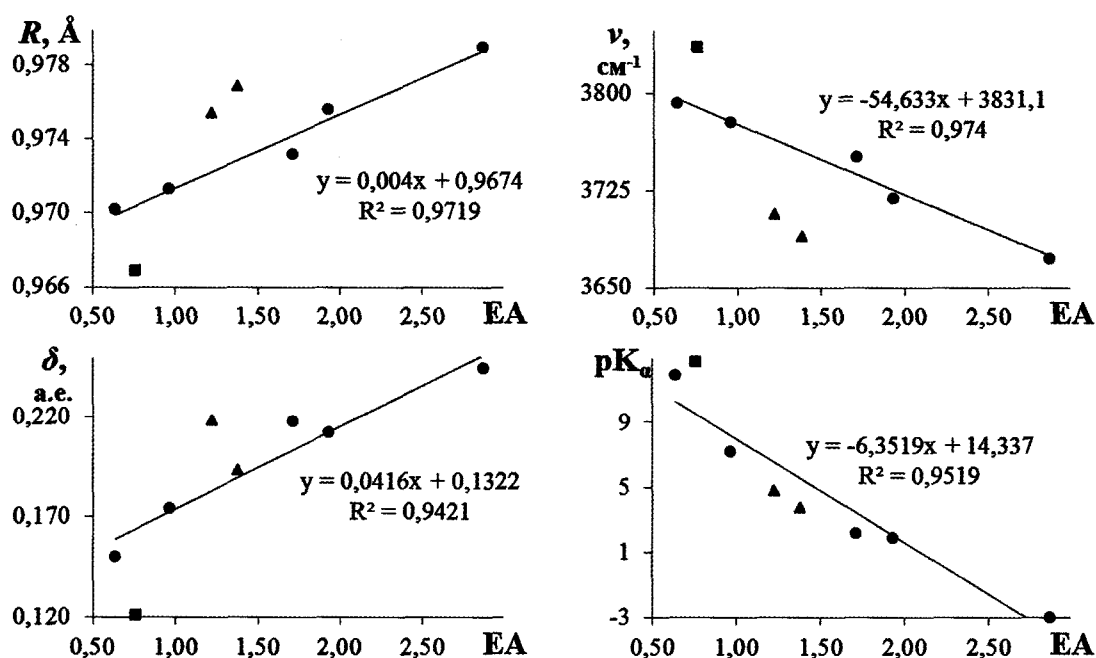 R, Å
0,978
0,974
0,970
0,966
y = 0,004x + 0,9674
R² = 0,9719
0,50 1,00 1,50 2,00 2,50 EA
ν,
см⁻¹
3800
3725
3650
y = -54,633x + 3831,1
R² = 0,974
0,50 1,00 1,50 2,00 2,50 EA
δ,
a.e.
0,220
0,170
0,120
y = 0,0416x + 0,1322
R² = 0,9421
0,50 1,00 1,50 2,00 2,50 EA
pKα
9
5
1
-3
y = -6,3519x + 14,337
R² = 0,9519
0,50 1,00 1,50 2,00 2,50 EA